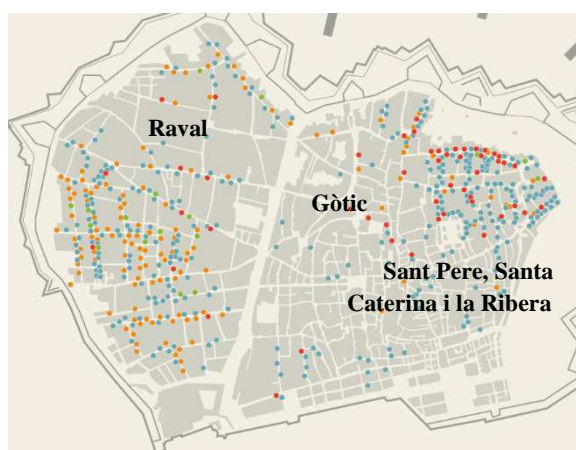 Raval
Gòtic
Sant Pere, Santa
Caterina i la Ribera